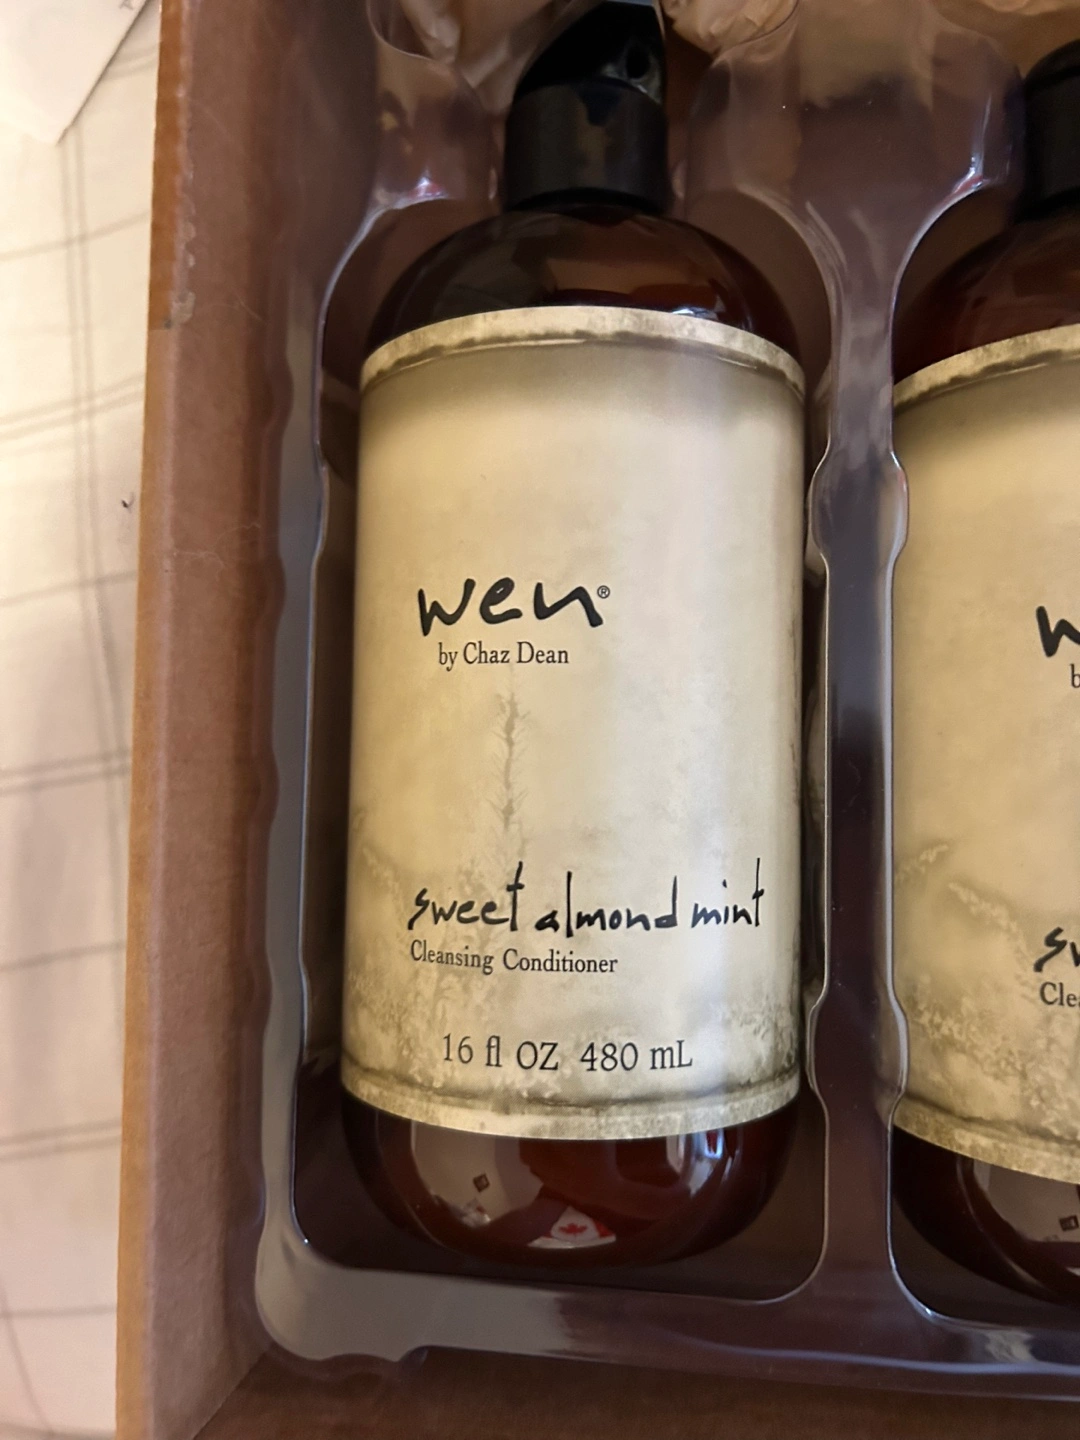 wen®
by Chaz Dean
sweet almond mint
Cleansing Conditioner
16 fl OZ 480 mL